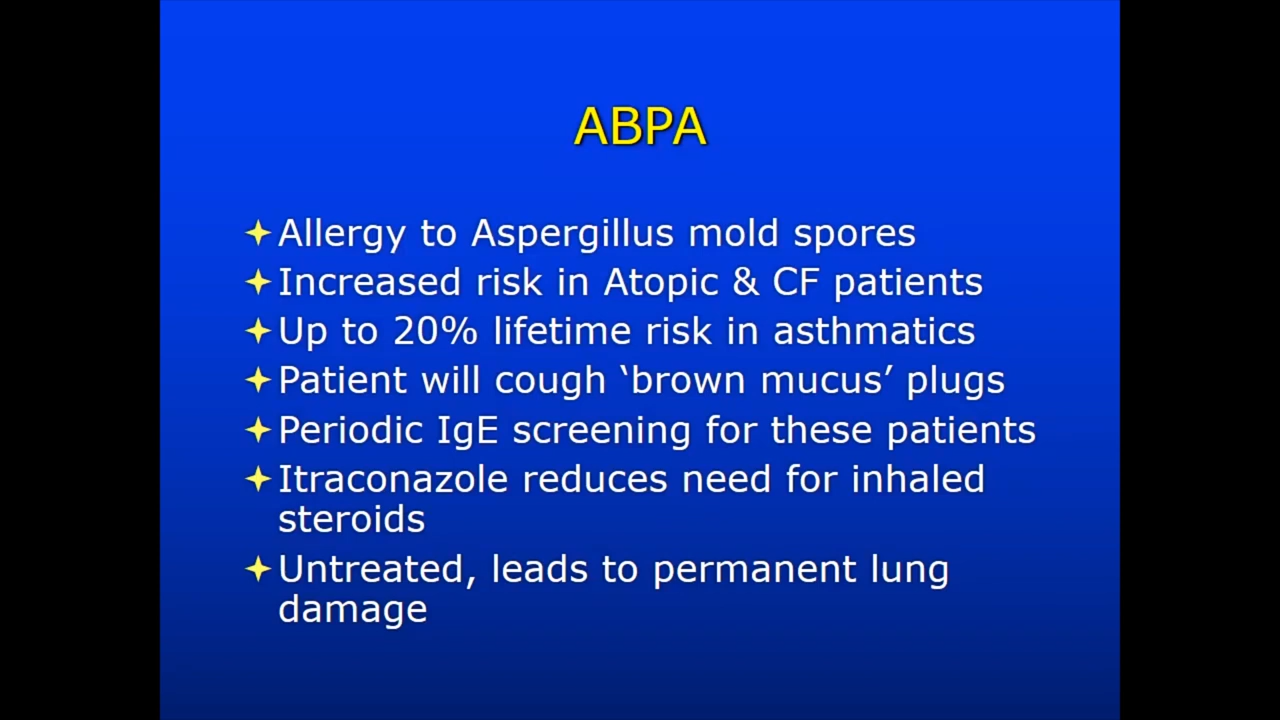 ABPA
Allergy to Aspergillus mold spores
Increased risk in Atopic & CF patients
Up to 20% lifetime risk in asthmatics
Patient will cough ‘brown mucus’ plugs
Periodic IgE screening for these patients
Itraconazole reduces need for inhaled
steroids
Untreated, leads to permanent lung
damage